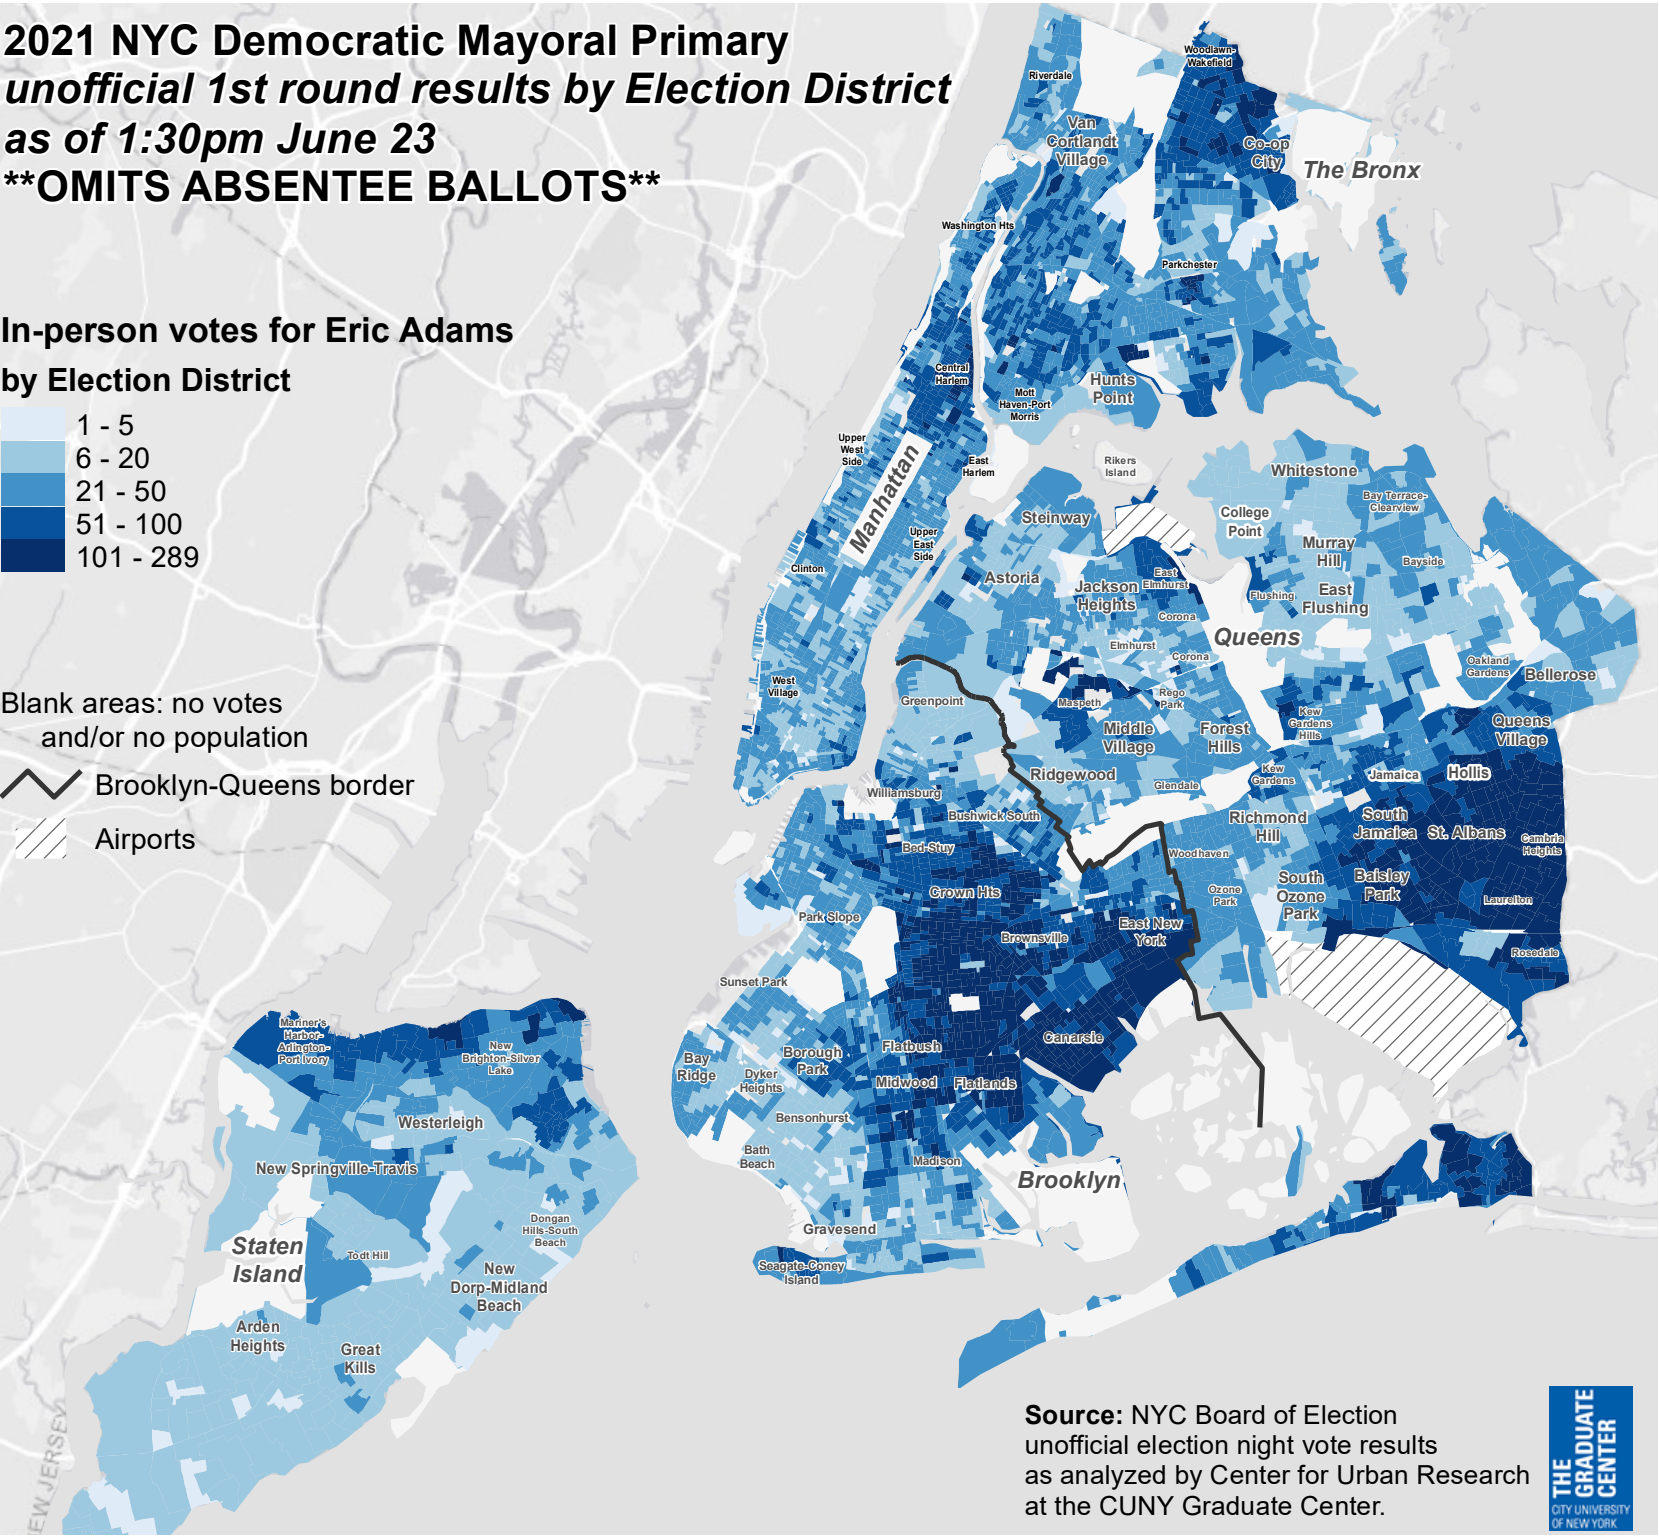 2021 NYC Democratic Mayoral Primary
unofficial 1st round results by Election District
as of 1:30pm June 23
**OMITS ABSENTEE BALLOTS**
In-person votes for Eric Adams
by Election District
1 - 5
6 - 20
21 - 50
51 - 100
101 - 289
Blank areas: no votes
and/or no population
Brooklyn-Queens border
Airports
Woodlawn-
Wakefield
Riverdale
Van
Cortlandt
Village
Co-op
City
The Bronx
Washington Hts
Parkchester
Central
Harlem
Mott
Haven-Port
Morris
Hunts
Point
Upper
West
Side
Manhattan
East
Harlem
Rikers
Island
Whitestone
Bay Terrace-
Clearview
College
Point
Steinway
Upper
East
Side
Murray
Hill
Bayside
Clinton
Astoria
Jackson
Heights
East
Elmhurst
Flushing
East
Flushing
Corona
Queens
Elmhurst
Corona
Oakland
Gardens
Bellerose
West
Village
Greenpoint
Maspeth
Rego
Park
Kew
Gardens
Hills
Queens
Village
Middle
Village
Forest
Hills
Ridgewood
Kew
Gardens
Jamaica
Hollis
Glendale
Williamsburg
Bushwick South
Richmond
Hill
South
Jamaica
St. Albans
Cambria
Heights
Bed-Stuy
Woodhaven
Crown Hts
Ozone
Park
South
Ozone
Park
Baisley
Park
Laurelton
Park Slope
Brownsville
East New
York
Rosedale
Sunset Park
Canarsie
Flatbush
Borough
Park
Bay
Ridge
Dyker
Heights
Midwood
Flatlands
Bensonhurst
Bath
Beach
Madison
Brooklyn
Gravesend
Seagate-Coney
Island
Mariner's
Harbor-
Arlington-
Port Ivory
New
Brighton-Silver
Lake
Westerleigh
New Springville-Travis
Dongan
Hills-South
Beach
Staten
Island
Todt Hill
New
Dorp-Midland
Beach
Arden
Heights
Great
Kills
EW JERSEY
Source: NYC Board of Election
unofficial election night vote results
as analyzed by Center for Urban Research
at the CUNY Graduate Center.
THE
GRADUATE
CENTER
CITY UNIVERSITY
OF NEW YORK